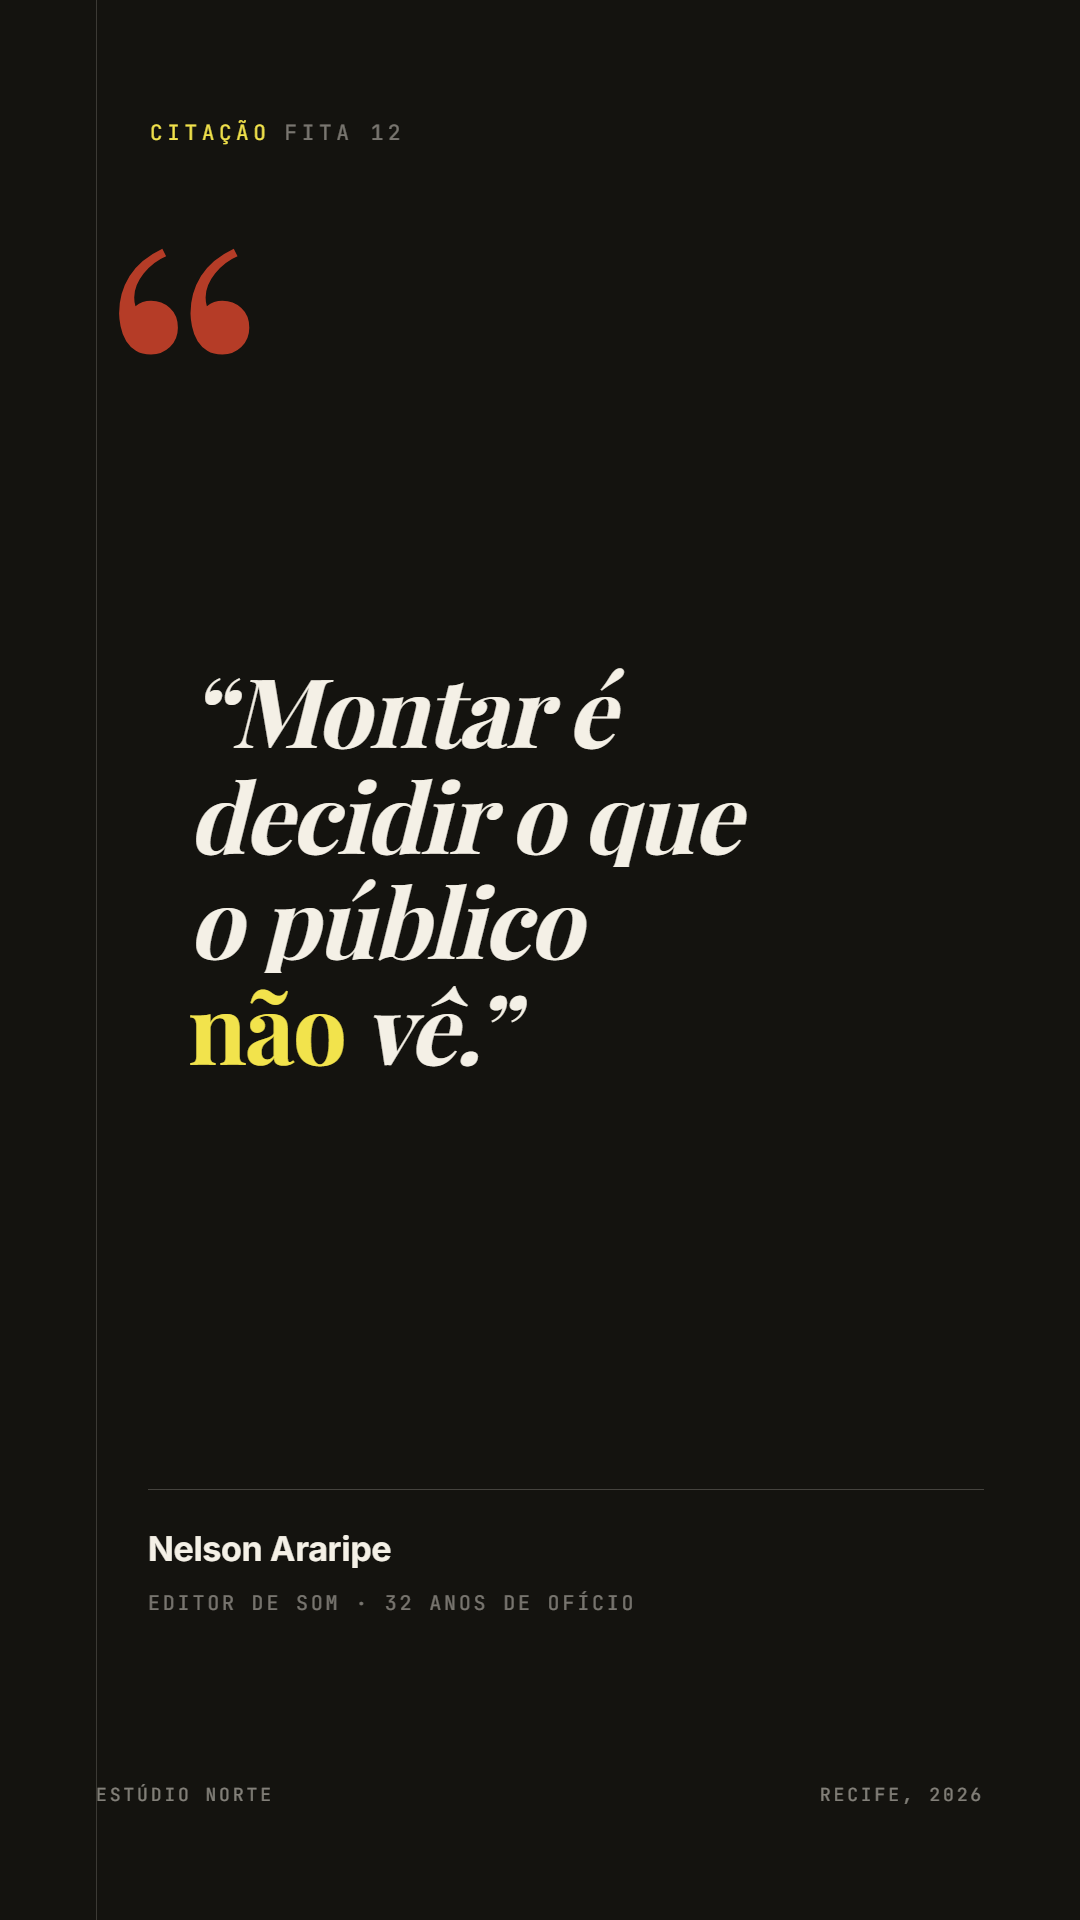 CITAÇÃO FITA 12
“
“Montar é
decidir o que
o público
não vê.”
Nelson Araripe
EDITOR DE SOM · 32 ANOS DE OFÍCIO
ESTÚDIO NORTE
RECIFE, 2026